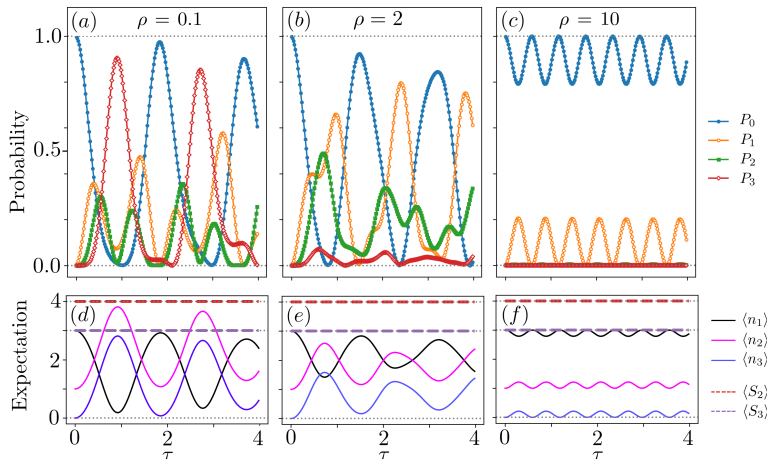 (a) ρ = 0.1
(b) ρ = 2
(c) ρ = 10
Probability
1.0
0.5
0.0
P₀
P₁
P₂
P₃
(d)
(e)
(f)
Expectation
4
2
0
0 2 4
0 2 4
0 2 4
τ
τ
τ
⟨n₁⟩
⟨n₂⟩
⟨n₃⟩
⟨S₂⟩
⟨S₃⟩